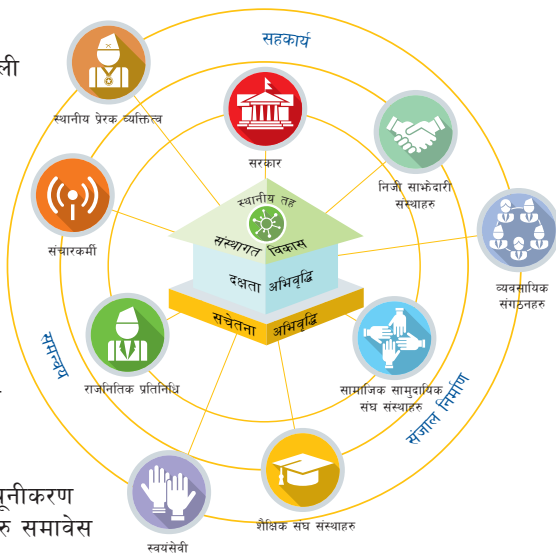 सहकार्य
ली
स्थानीय प्रेरक व्यक्तित्व
सरकार
निजी साझेदारी
संस्थाहरु
स्थानीय तह
संस्थागत विकास
संचारकर्मी
दक्षता अभिवृद्धि
व्यवसायिक
संगठनहरु
सचेतना अभिवृद्धि
समन्वय
राजनितिक प्रतिनिधि
सामाजिक सामुदायिक
संघ संस्थाहरु
संजाल निर्माण
यूनीकरण
रु समावेस
शैक्षिक संघ संस्थाहरु
स्वयंसेवी